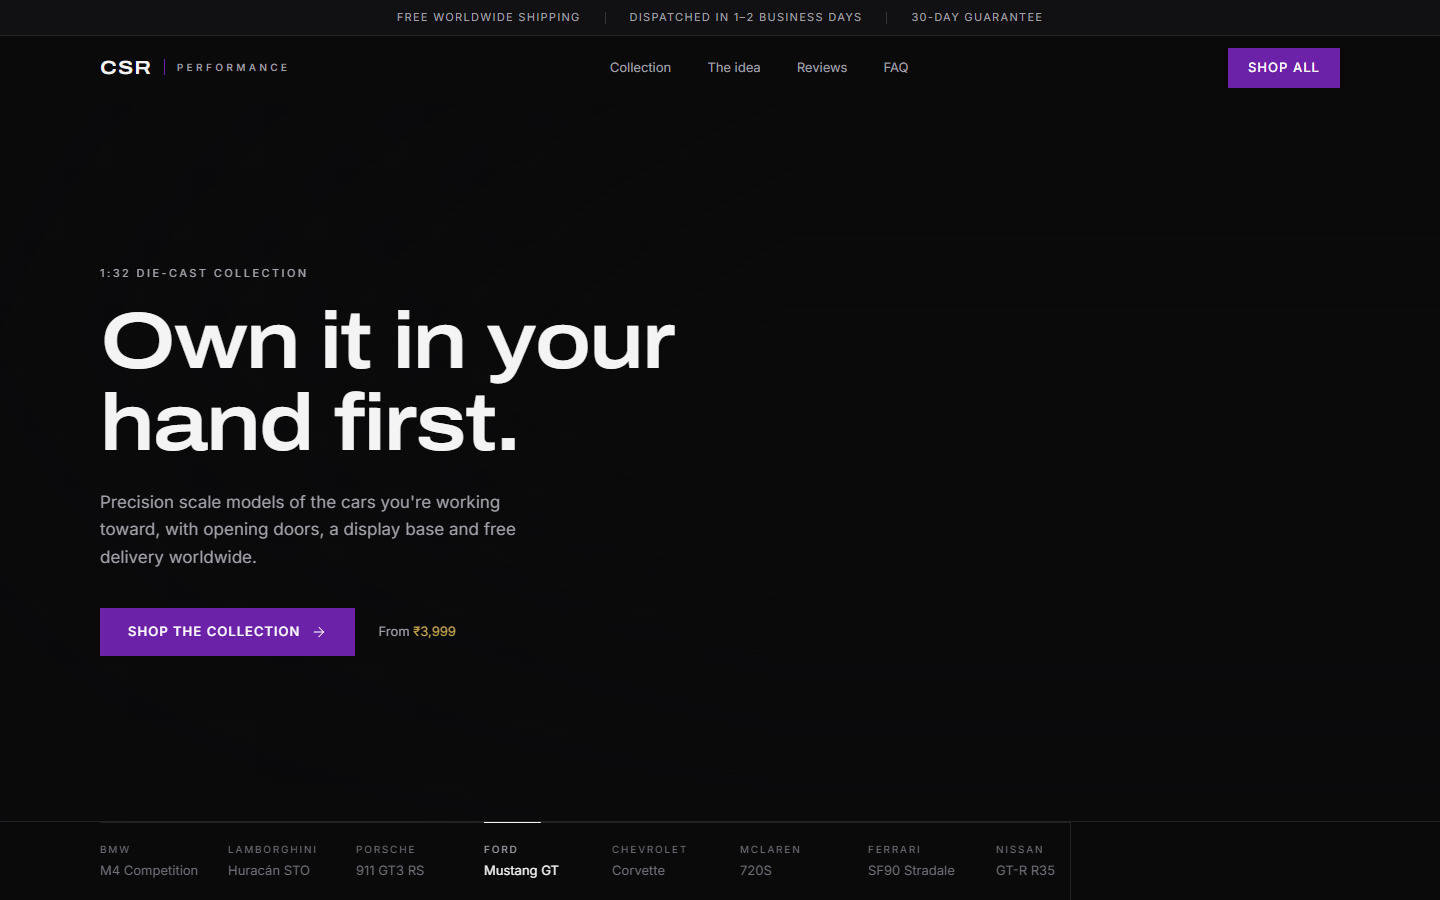 FREE WORLDWIDE SHIPPING
DISPATCHED IN 1–2 BUSINESS DAYS
30-DAY GUARANTEE
CSR PERFORMANCE
Collection
The idea
Reviews
FAQ
SHOP ALL
1:32 DIE-CAST COLLECTION
Own it in your
hand first.
Precision scale models of the cars you're working
toward, with opening doors, a display base and free
delivery worldwide.
SHOP THE COLLECTION →
From ₹3,999
BMW
M4 Competition
LAMBORGHINI
Huracán STO
PORSCHE
911 GT3 RS
FORD
Mustang GT
CHEVROLET
Corvette
MCLAREN
720S
FERRARI
SF90 Stradale
NISSAN
GT-R R35